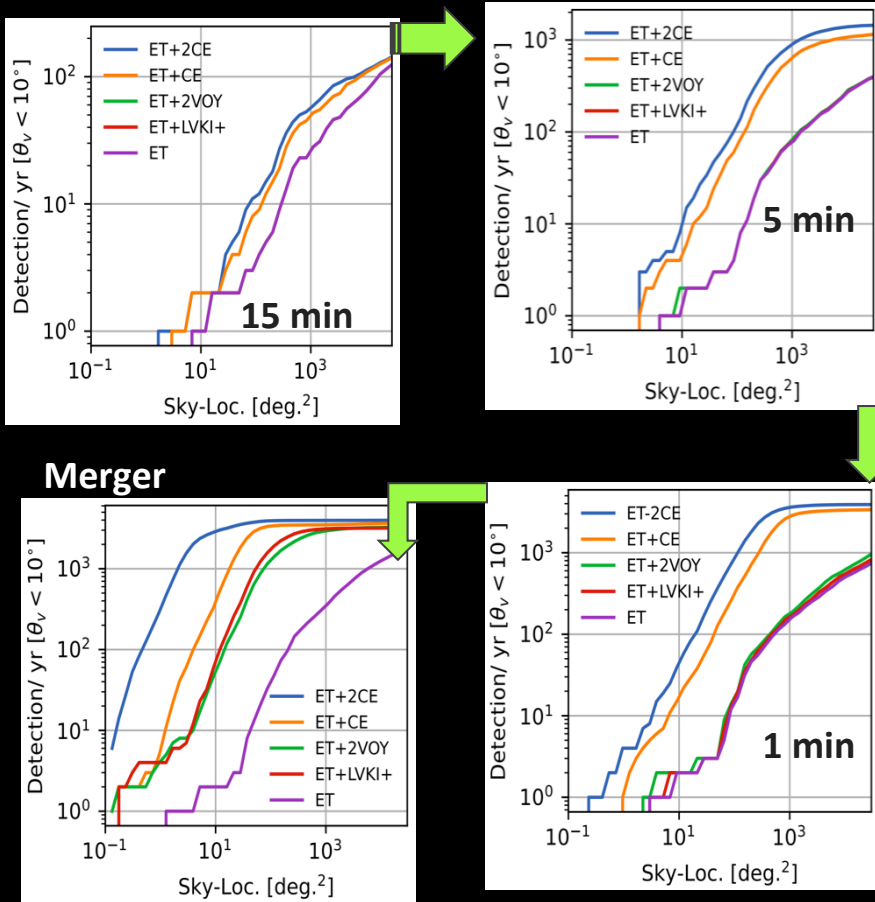 ET+2CE
ET+CE
ET+2VOY
ET+LVKI+
ET
15 min
Detection/ yr [θᵥ < 10°]
10²
10¹
10⁰
10⁻¹
10¹
10³
Sky-Loc. [deg.²]
ET+2CE
ET+CE
ET+2VOY
ET+LVKI+
ET
5 min
Detection/ yr [θᵥ < 10°]
10³
10²
10¹
10⁰
10⁻¹
10¹
10³
Sky-Loc. [deg.²]
Merger
Detection/ yr [θᵥ < 10°]
10³
10²
10¹
10⁰
ET+2CE
ET+CE
ET+2VOY
ET+LVKI+
ET
10⁻¹
10¹
10³
Sky-Loc. [deg.²]
ET-2CE
ET+CE
ET+2VOY
ET+LVKI+
ET
1 min
Detection/ yr [θᵥ < 10°]
10³
10²
10¹
10⁰
10⁻¹
10¹
10³
Sky-Loc. [deg.²]